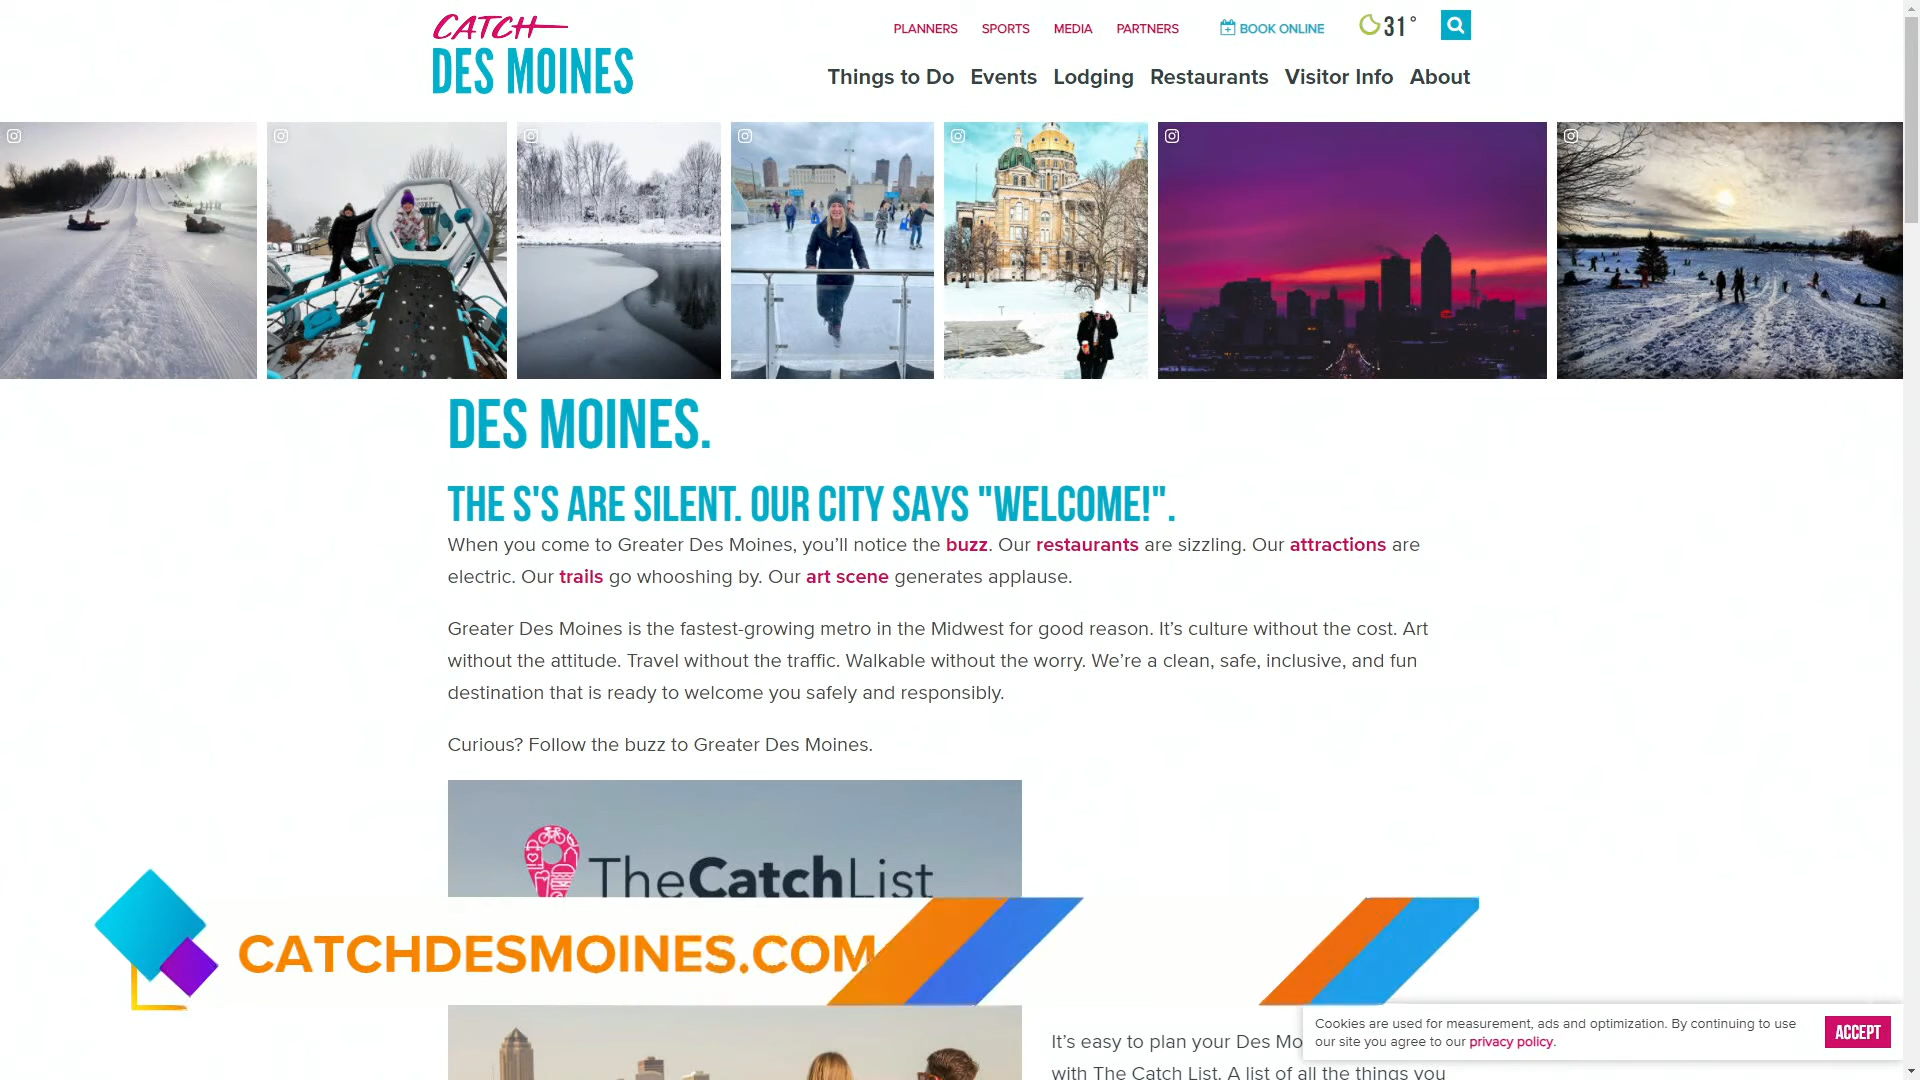 CATCH
DES MOINES
PLANNERS SPORTS MEDIA PARTNERS BOOK ONLINE 31°
Things to Do Events Lodging Restaurants Visitor Info About
DES MOINES.
THE S'S ARE SILENT. OUR CITY SAYS "WELCOME!".
When you come to Greater Des Moines, you’ll notice the buzz. Our restaurants are sizzling. Our attractions are
electric. Our trails go whooshing by. Our art scene generates applause.
Greater Des Moines is the fastest-growing metro in the Midwest for good reason. It’s culture without the cost. Art
without the attitude. Travel without the traffic. Walkable without the worry. We’re a clean, safe, inclusive, and fun
destination that is ready to welcome you safely and responsibly.
Curious? Follow the buzz to Greater Des Moines.
TheCatchList
CATCHDESMOINES.COM
It’s easy to plan your Des Mo
with The Catch List. A list of all the things you
Cookies are used for measurement, ads and optimization. By continuing to use
our site you agree to our privacy policy.
ACCEPT